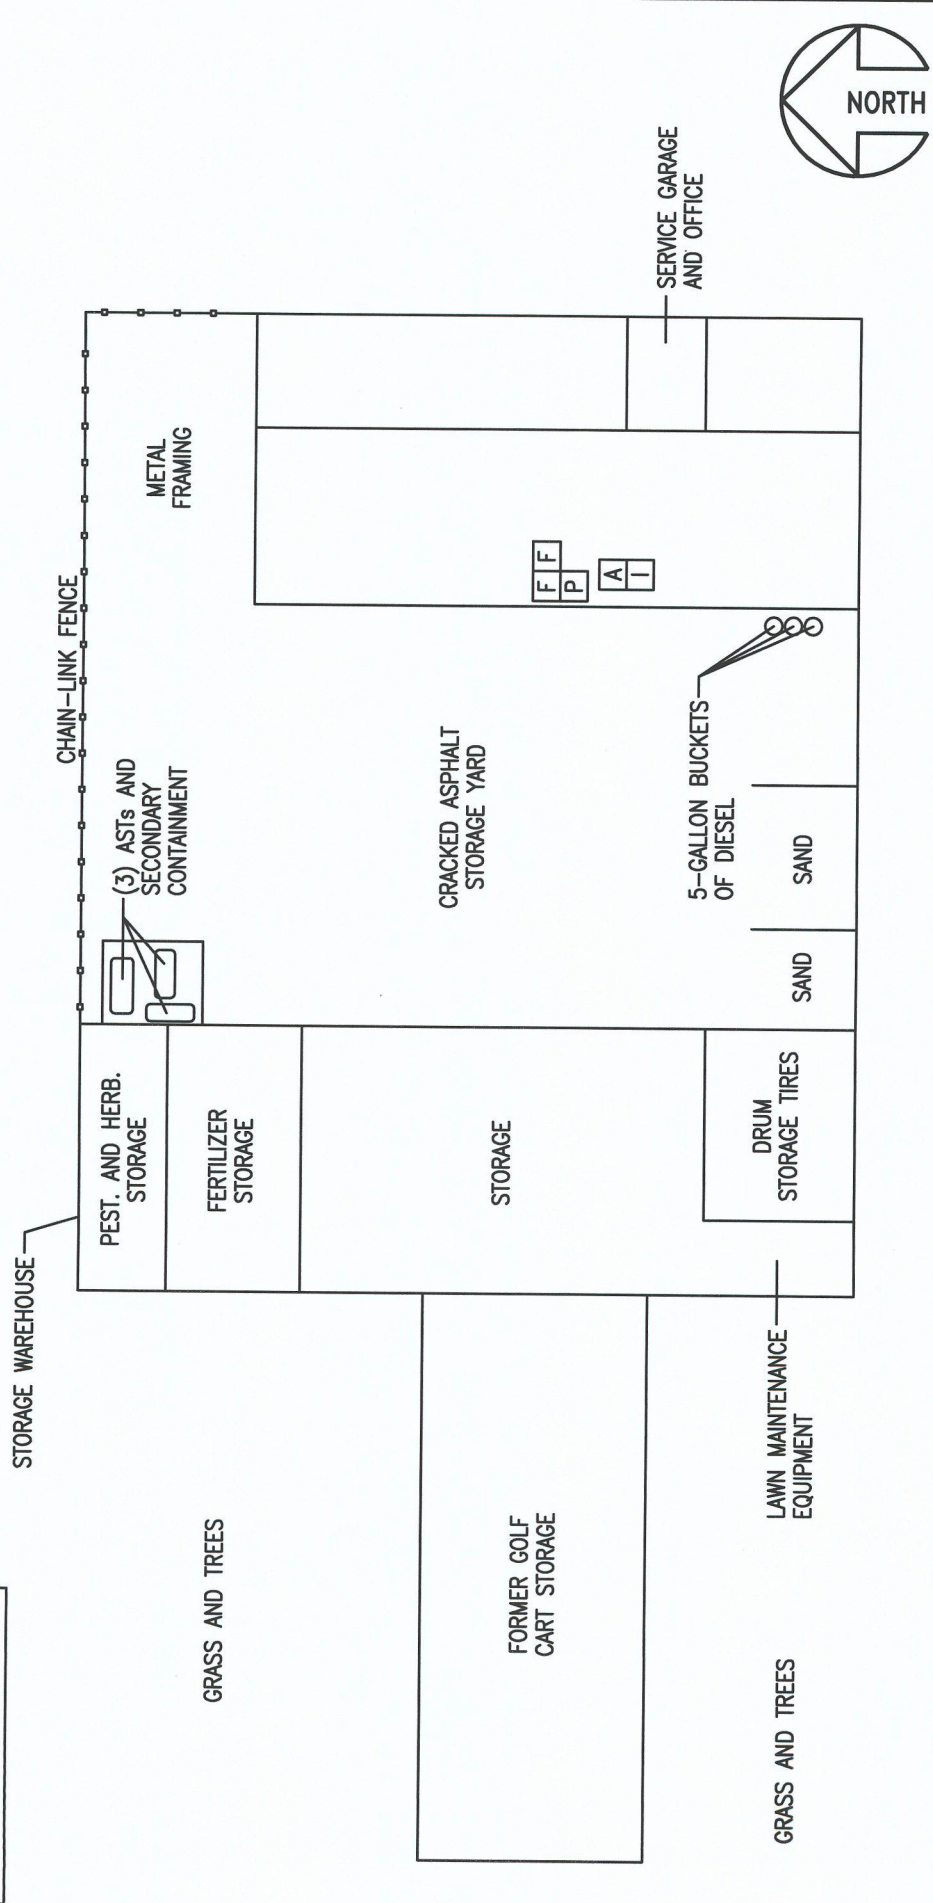 NORTH
SERVICE GARAGE
AND OFFICE
METAL
FRAMING
CHAIN-LINK FENCE
F
F
P
A
I
(3) ASTs AND
SECONDARY
CONTAINMENT
CRACKED ASPHALT
STORAGE YARD
5-GALLON BUCKETS
OF DIESEL
SAND
SAND
PEST. AND HERB.
STORAGE
FERTILIZER
STORAGE
STORAGE
DRUM
STORAGE TIRES
STORAGE WAREHOUSE
LAWN MAINTENANCE
EQUIPMENT
GRASS AND TREES
FORMER GOLF
CART STORAGE
GRASS AND TREES